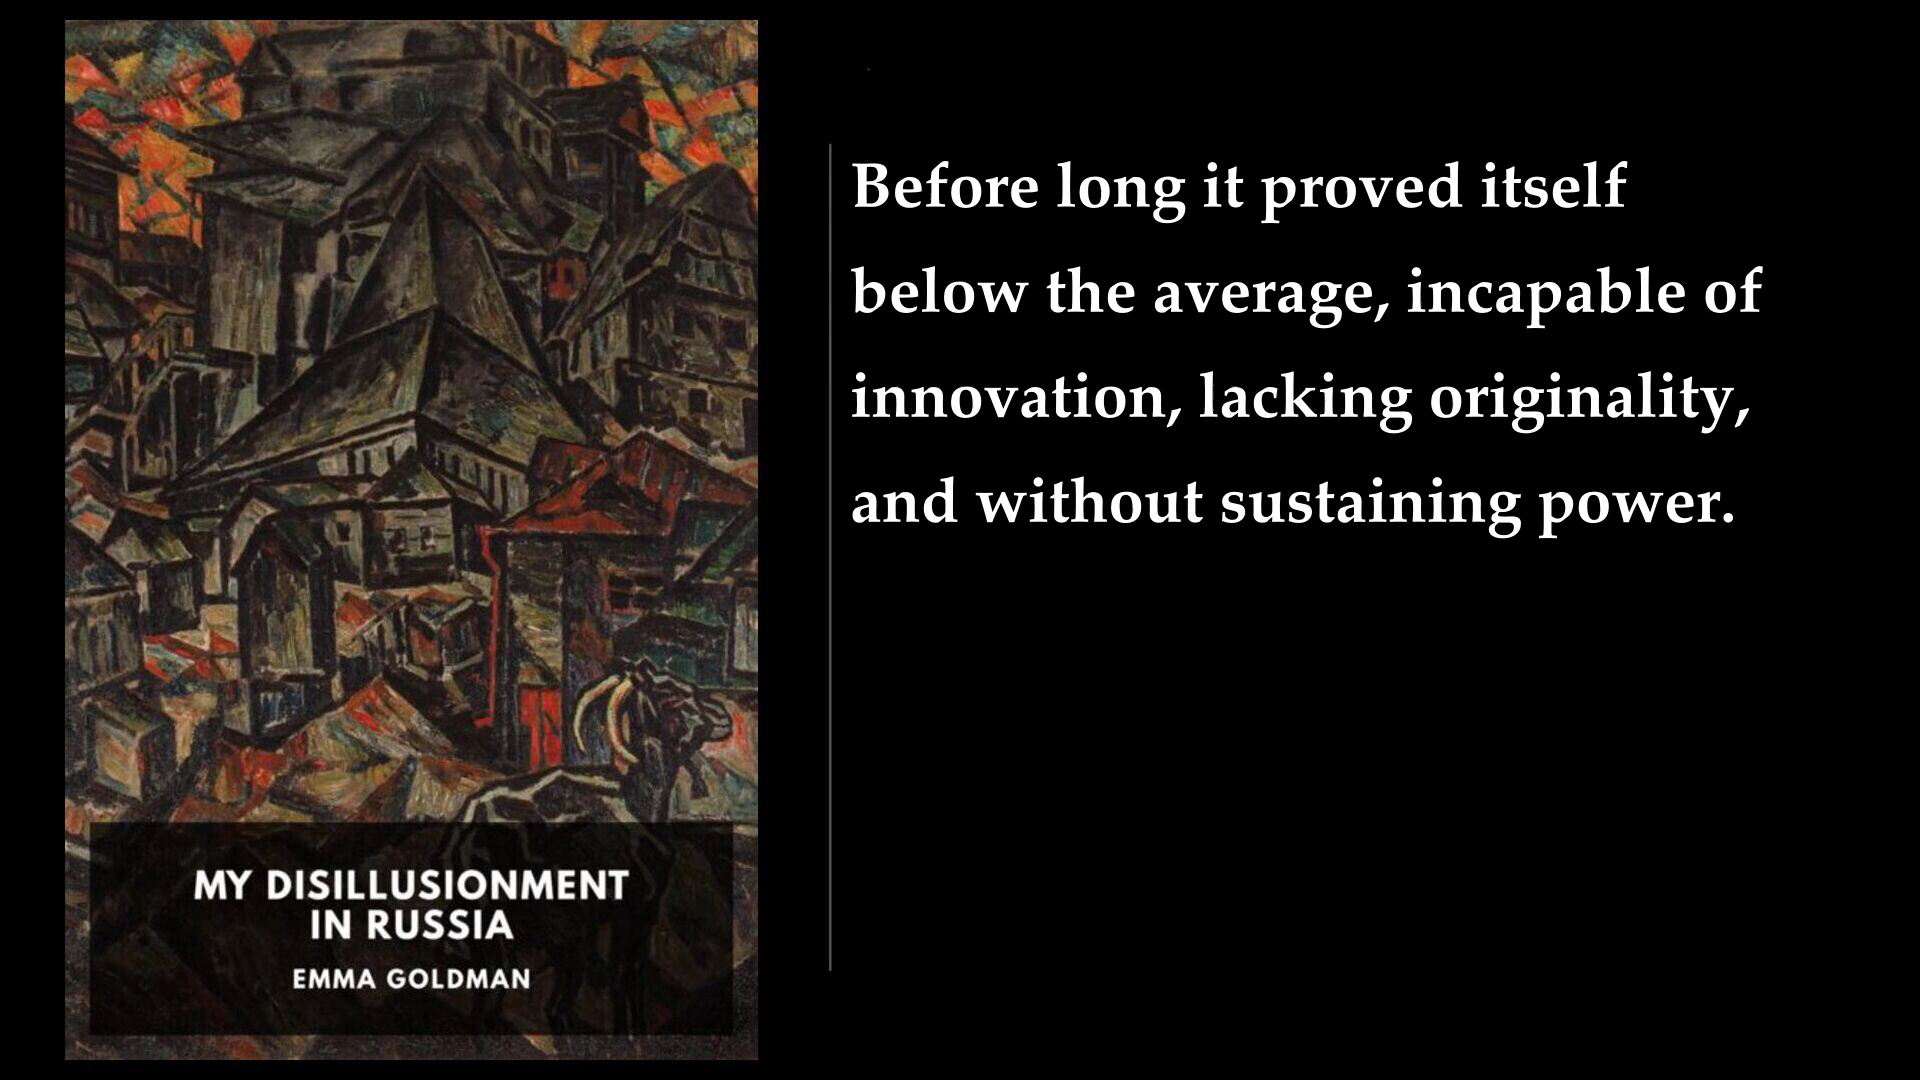 Before long it proved itself
below the average, incapable of
innovation, lacking originality,
and without sustaining power.
MY DISILLUSIONMENT
IN RUSSIA
EMMA GOLDMAN